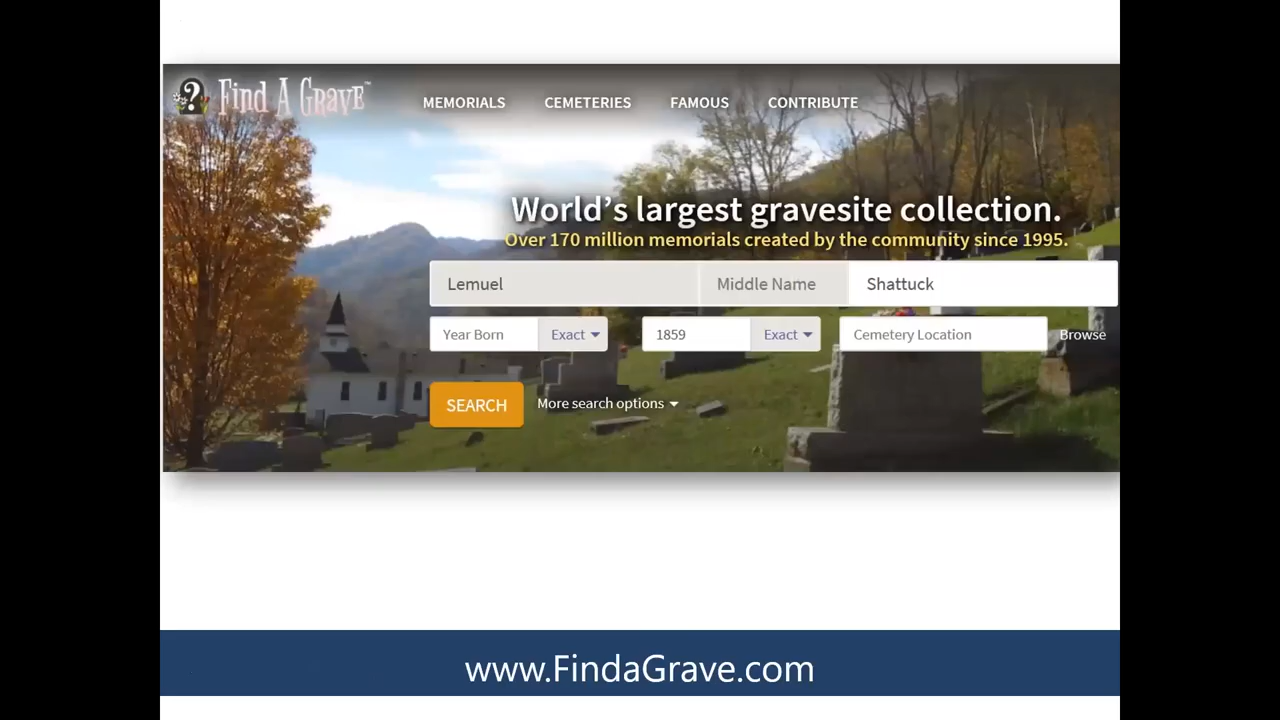 ? Find A Grave™
MEMORIALS CEMETERIES FAMOUS CONTRIBUTE
World's largest gravesite collection.
Over 170 million memorials created by the community since 1995.
Lemuel Middle Name Shattuck
Year Born Exact 1859 Exact Cemetery Location Browse
SEARCH More search options
www.FindaGrave.com